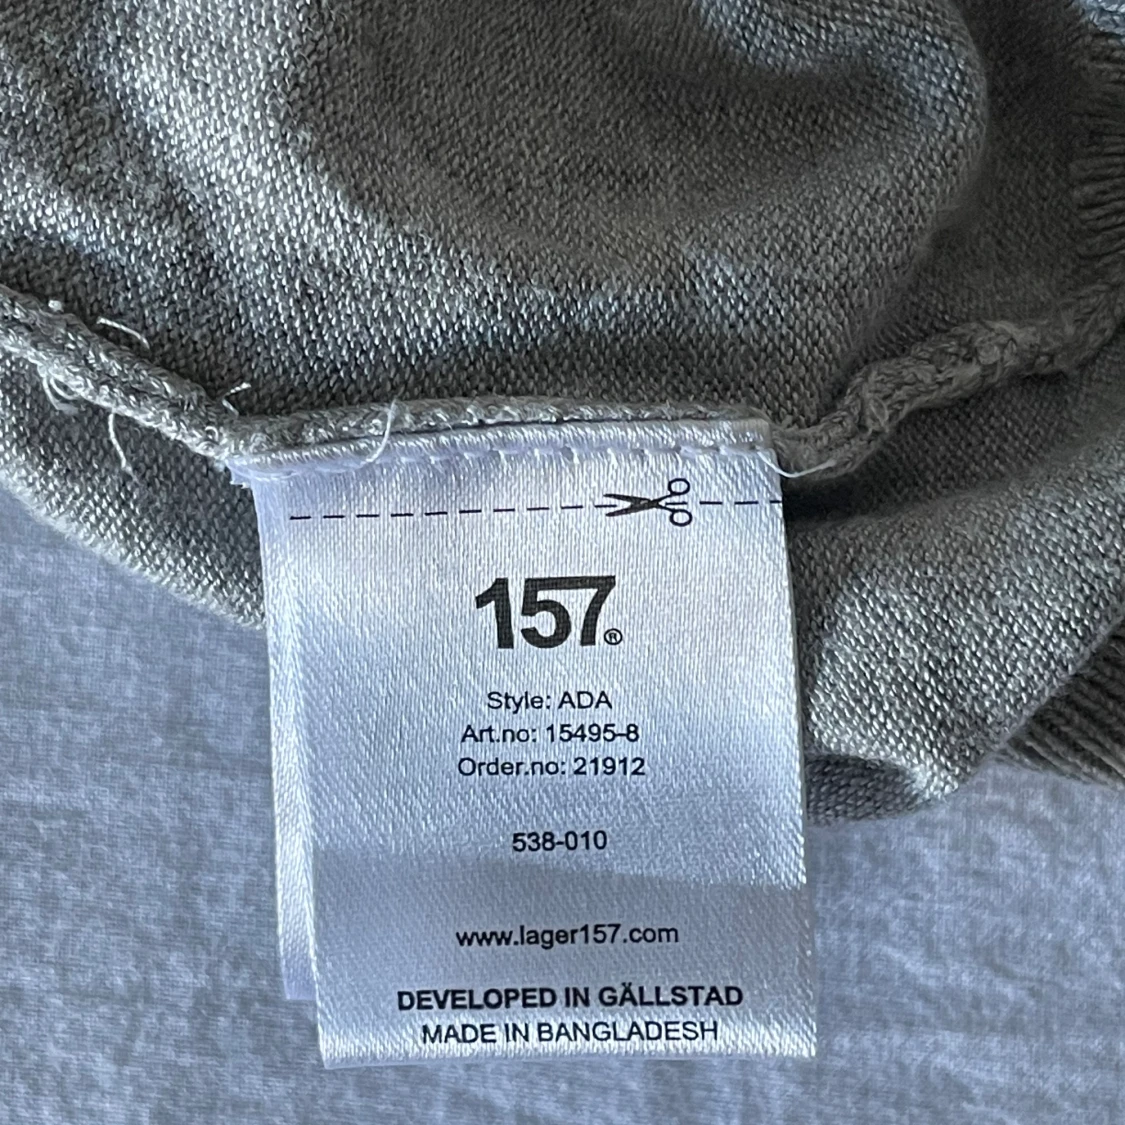 157®
Style: ADA
Art.no: 15495-8
Order.no: 21912
538-010
www.lager157.com
DEVELOPED IN GÄLLSTAD
MADE IN BANGLADESH